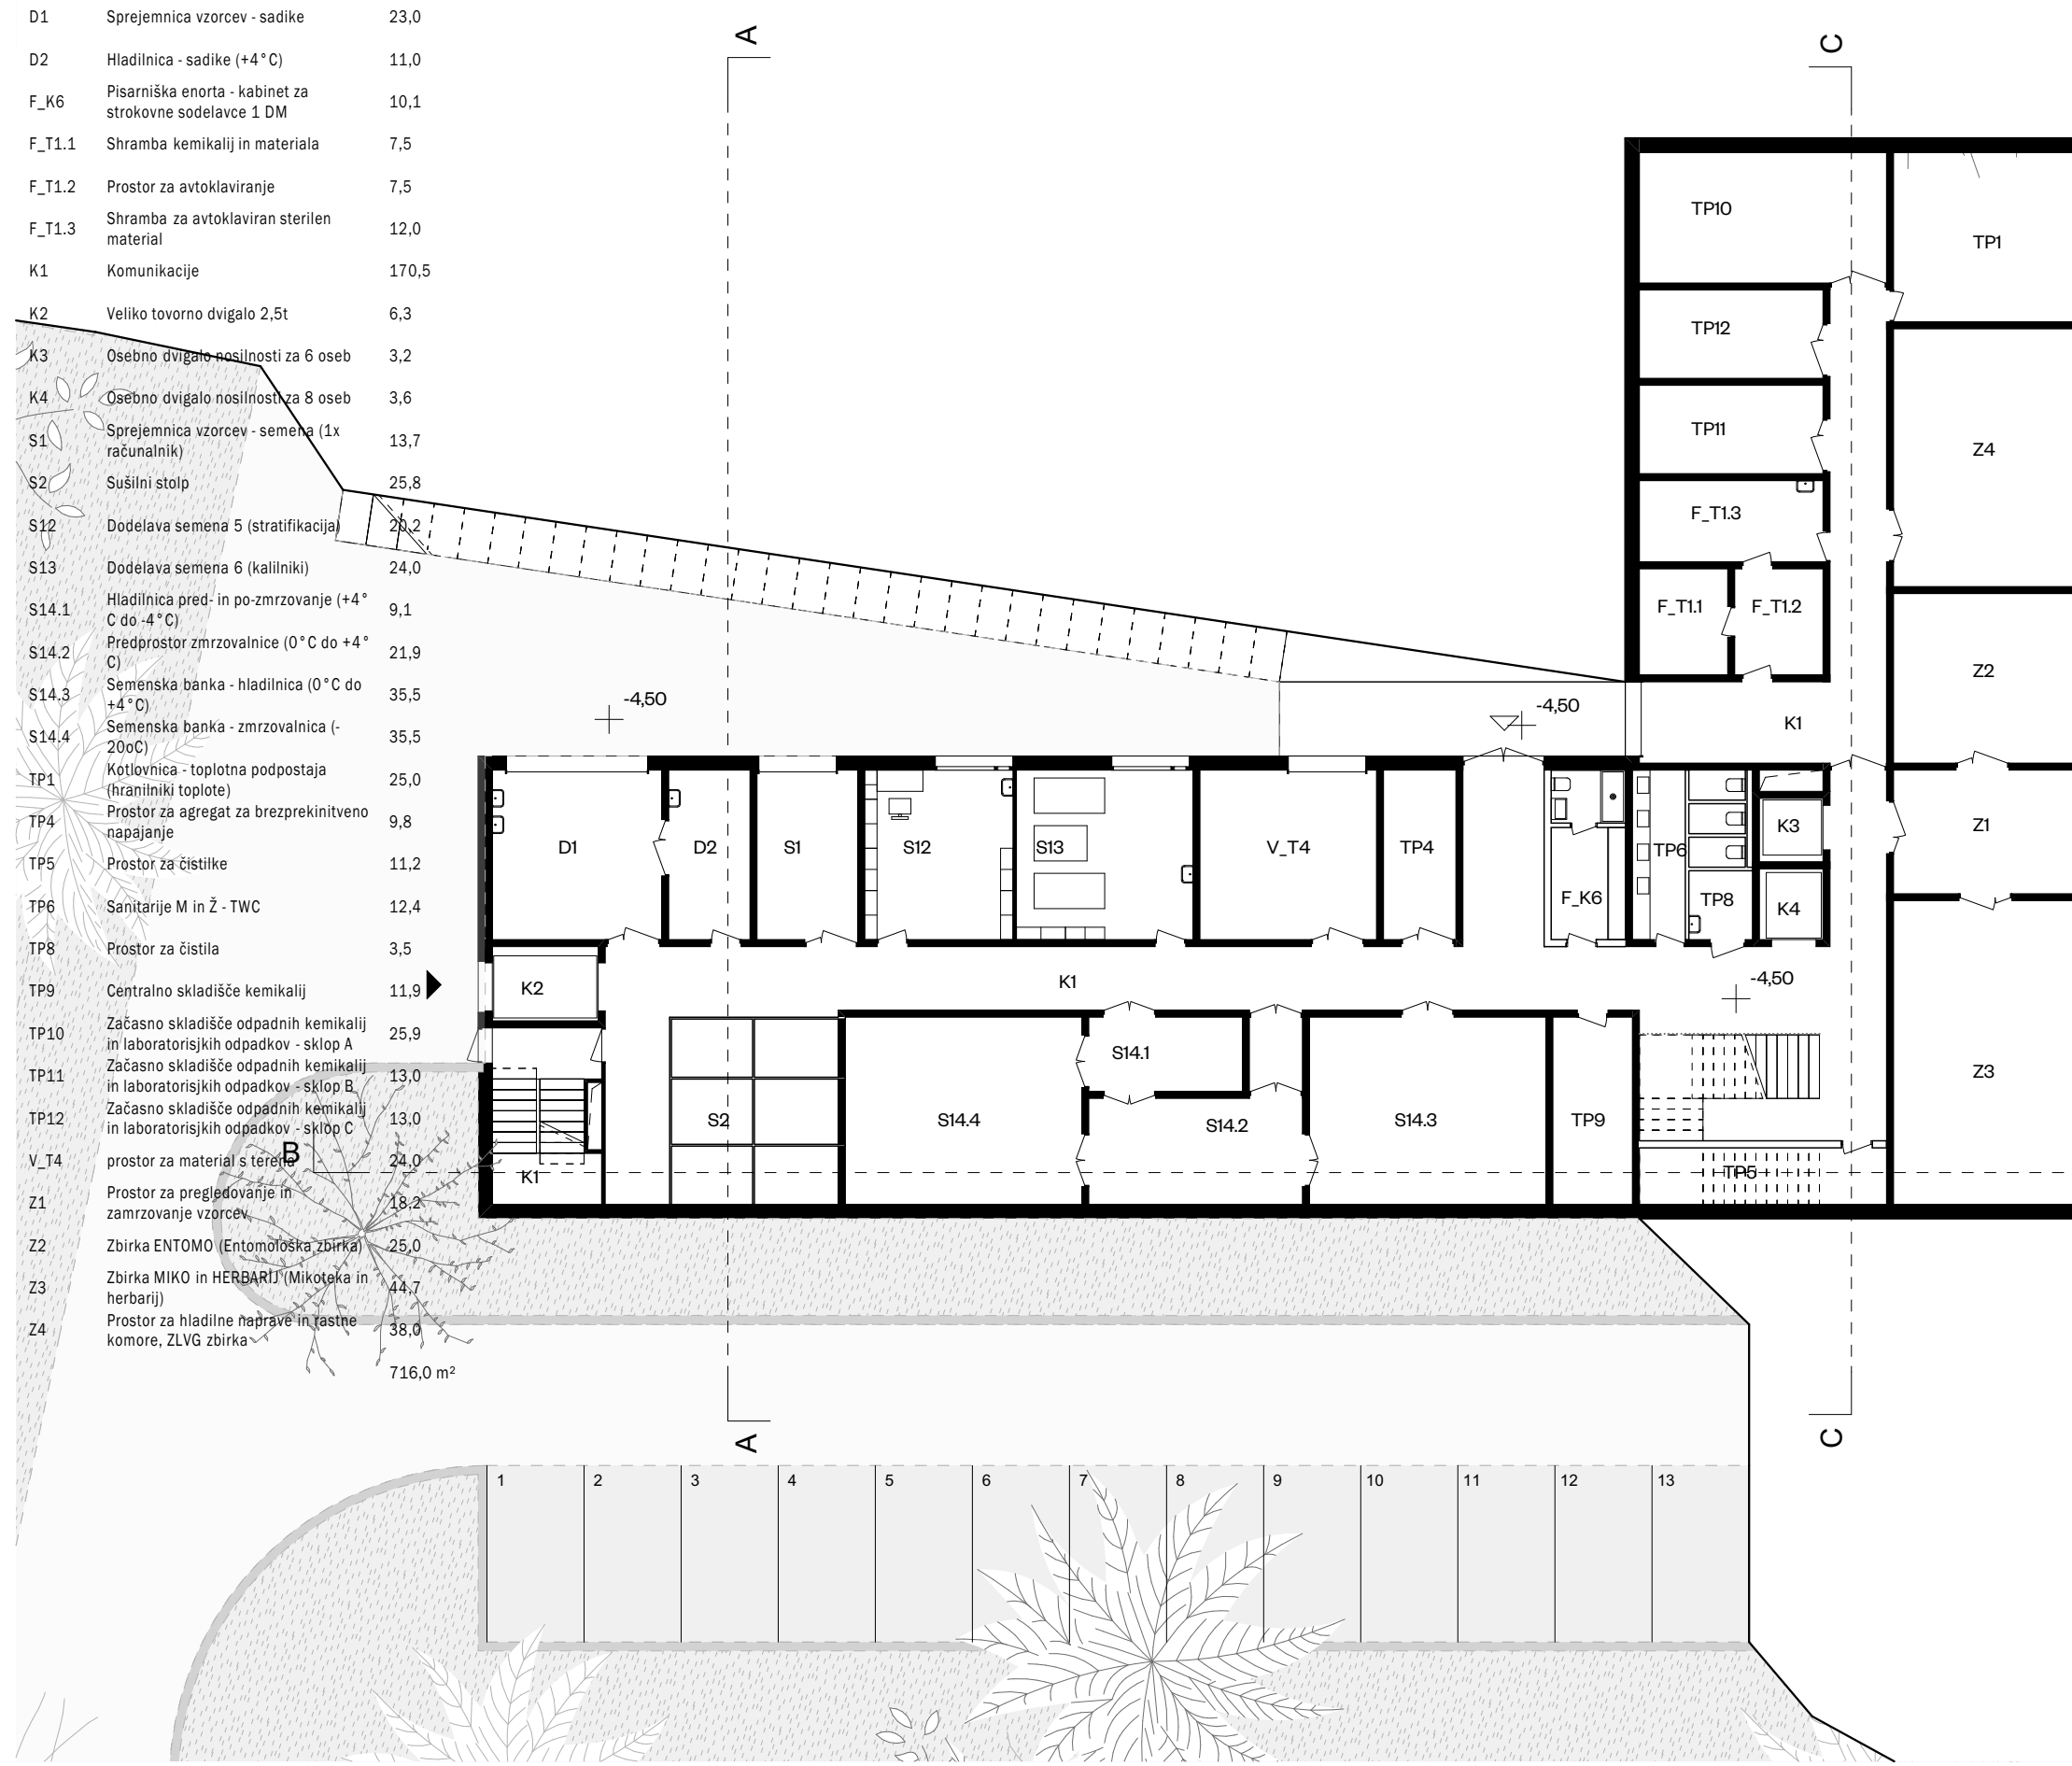 D1 Sprejemnica vzorcev - sadike 23,0
D2 Hladilnica - sadike (+4°C) 11,0
F_K6 Pisarniška enorta - kabinet za
strokovne sodelavce 1 DM 10,1
F_T1.1 Shramba kemikalij in materiala 7,5
F_T1.2 Prostor za avtoklaviranje 7,5
F_T1.3 Shramba za avtoklaviran sterilen
material 12,0
K1 Komunikacije 170,5
K2 Veliko tovorno dvigalo 2,5t 6,3
K3 Osebno dvigalo nosilnosti za 6 oseb 3,2
K4 Osebno dvigalo nosilnosti za 8 oseb 3,6
S1 Sprejemnica vzorcev - semena (1x
računalnik) 13,7
S2 Sušilni stolp 25,8
S12 Dodelava semena 5 (stratifikacija) 20,2
S13 Dodelava semena 6 (kalilniki) 24,0
S14.1 Hladilnica pred- in po-zmrzovanje (+4°
C do -4°C) 9,1
S14.2 Predprostor zmrzovalnice (0°C do +4°
C) 21,9
S14.3 Semenska banka - hladilnica (0°C do
+4°C) 35,5
S14.4 Semenska banka - zmrzovalnica (-
20oC) 35,5
TP1 Kotlovnica - toplotna podpostaja
(hranilniki toplote) 25,0
TP4 Prostor za agregat za brezprekinitveno
napajanje 9,8
TP5 Prostor za čistilke 11,2
TP6 Sanitarije M in Ž - TWC 12,4
TP8 Prostor za čistila 3,5
TP9 Centralno skladišče kemikalij 11,9
TP10 Začasno skladišče odpadnih kemikalij
in laboratorisjkih odpadkov - sklop A 25,9
TP11 Začasno skladišče odpadnih kemikalij
in laboratorisjkih odpadkov - sklop B 13,0
TP12 Začasno skladišče odpadnih kemikalij
in laboratorisjkih odpadkov - sklop C 13,0
V_T4 prostor za material s terena 24,0
Z1 Prostor za pregledovanje in
zamrzovanje vzorcev 18,2
Z2 Zbirka ENTOMO (Entomološka zbirka) 25,0
Z3 Zbirka MIKO in HERBARIJ (Mikoteka in
herbarij) 44,7
Z4 Prostor za hladilne naprave in rastne
komore, ZLVG zbirka 38,0
716,0 m²
A
C
TP10
TP1
TP12
TP11
Z4
F_T1.3
F_T1.1 F_T1.2
Z2
-4,50
-4,50
K1
D1 D2 S1 S12 S13 V_T4 TP4
F_K6
TP6
TP8
K3
K4
Z1
K2
K1
-4,50
S14.1
S2
S14.4
S14.2
S14.3
TP9
Z3
B
K1
TP5
A
C
1 2 3 4 5 6 7 8 9 10 11 12 13